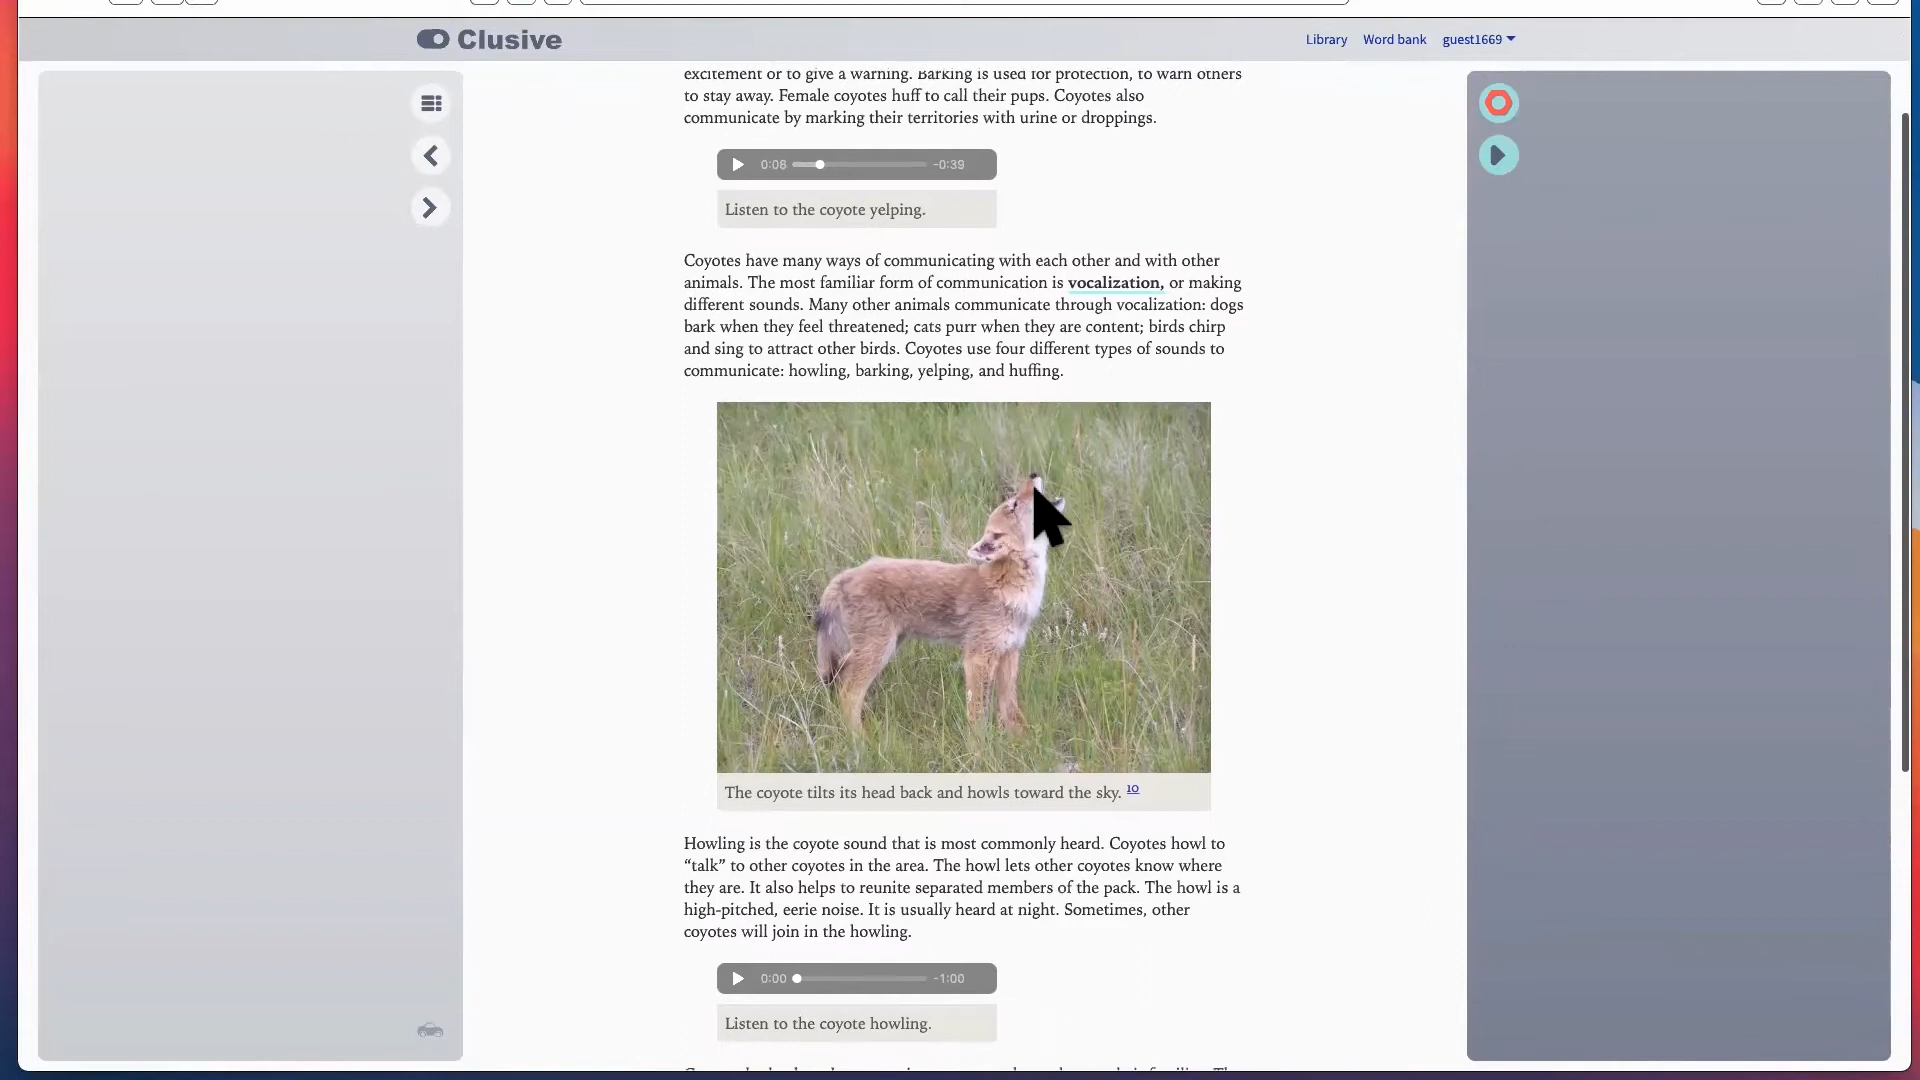 Clusive
Library Word bank guest1669
excitement or to give a warning. Barking is used for protection, to warn others
to stay away. Female coyotes huff to call their pups. Coyotes also
communicate by marking their territories with urine or droppings.
0:06 -0:39
Listen to the coyote yelping.
Coyotes have many ways of communicating with each other and with other
animals. The most familiar form of communication is vocalization, or making
different sounds. Many other animals communicate through vocalization: dogs
bark when they feel threatened; cats purr when they are content; birds chirp
and sing to attract other birds. Coyotes use four different types of sounds to
communicate: howling, barking, yelping, and huffing.
The coyote tilts its head back and howls toward the sky. 10
Howling is the coyote sound that is most commonly heard. Coyotes howl to
“talk” to other coyotes in the area. The howl lets other coyotes know where
they are. It also helps to reunite separated members of the pack. The howl is a
high-pitched, eerie noise. It is usually heard at night. Sometimes, other
coyotes will join in the howling.
0:00 -1:00
Listen to the coyote howling.